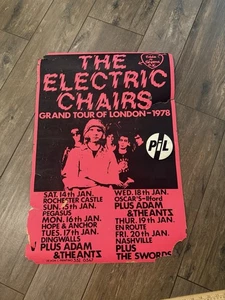 THE
ELECTRIC
CHAIRS
GRAND TOUR OF LONDON-1978
PiL
SAT. 14TH JAN.
ROCHESTER CASTLE
SUN. 15TH JAN.
PEGASUS
MON. 16TH JAN.
HOPE & ANCHOR
TUES. 17TH JAN.
DINGWALLS
PLUS ADAM
&THE ANTZ
WED. 18TH JAN.
OSCAR'S-Ilford
PLUS ADAM
&THE ANTZ
THUR. 19TH JAN.
EN ROUTE
FRI. 20TH JAN.
NASHVILLE
PLUS
THE SWORDS